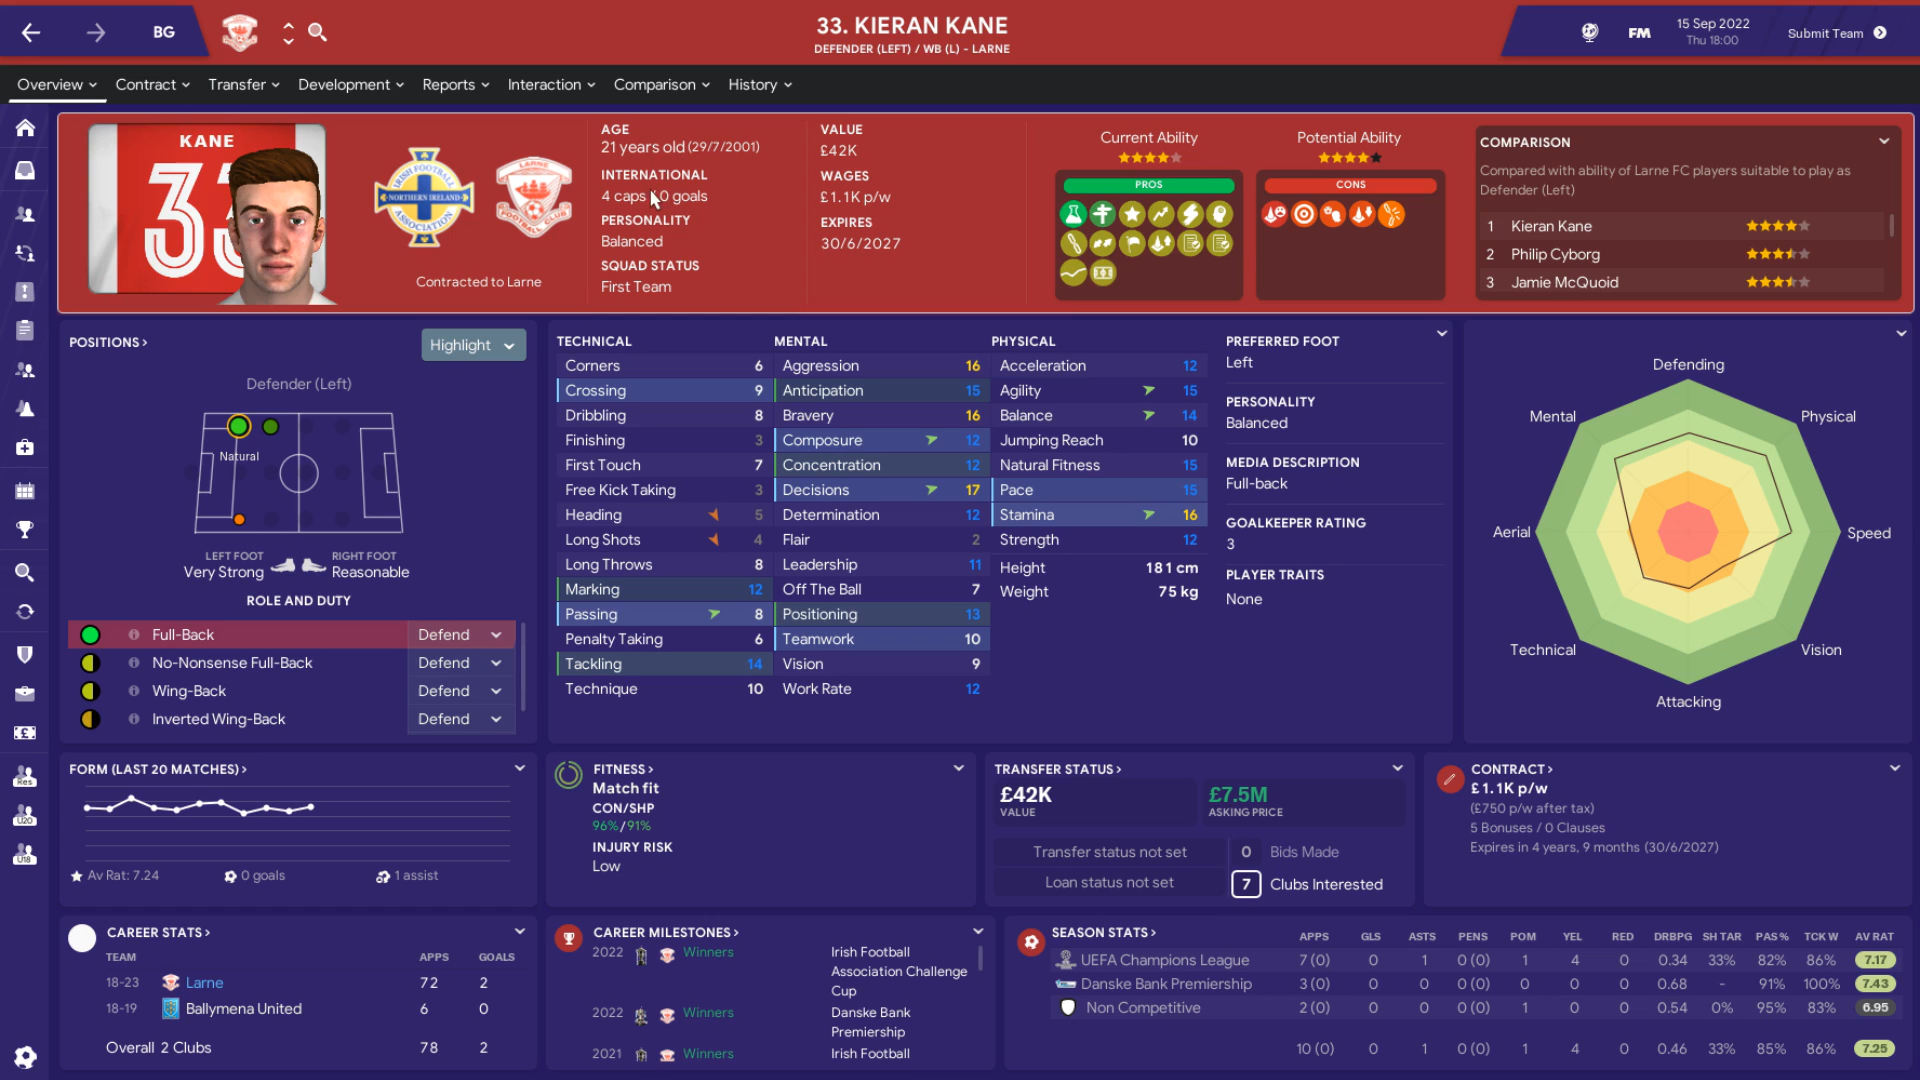 BG
33. KIERAN KANE
DEFENDER (LEFT) / WB (L) - LARNE
FM
15 Sep 2022
Thu 18:00
Submit Team
Overview
Contract
Transfer
Development
Reports
Interaction
Comparison
History
KANE
33
IRISH FOOTBALL
NORTHERN IRELAND
ASSOCIATION
LARNE
FOOTBALL CLUB
Contracted to Larne
AGE
21 years old (29/7/2001)
INTERNATIONAL
4 caps / 0 goals
PERSONALITY
Balanced
SQUAD STATUS
First Team
VALUE
£42K
WAGES
£1.1K p/w
EXPIRES
30/6/2027
Current Ability
PROS
Potential Ability
CONS
COMPARISON
Compared with ability of Larne FC players suitable to play as
Defender (Left)
1 Kieran Kane
2 Philip Cyborg
3 Jamie McQuoid
POSITIONS >
Highlight
Defender (Left)
Natural
LEFT FOOT
Very Strong
RIGHT FOOT
Reasonable
ROLE AND DUTY
Full-Back Defend
No-Nonsense Full-Back Defend
Wing-Back Defend
Inverted Wing-Back Defend
TECHNICAL
Corners 6
Crossing 9
Dribbling 8
Finishing 3
First Touch 7
Free Kick Taking 3
Heading 5
Long Shots 4
Long Throws 8
Marking 12
Passing 8
Penalty Taking 6
Tackling 14
Technique 10
MENTAL
Aggression 16
Anticipation 15
Bravery 16
Composure 12
Concentration 12
Decisions 17
Determination 12
Flair 2
Leadership 11
Off The Ball 7
Positioning 13
Teamwork 10
Vision 9
Work Rate 12
PHYSICAL
Acceleration 12
Agility 15
Balance 14
Jumping Reach 10
Natural Fitness 15
Pace 15
Stamina 16
Strength 12
Height 181 cm
Weight 75 kg
PREFERRED FOOT
Left
PERSONALITY
Balanced
MEDIA DESCRIPTION
Full-back
GOALKEEPER RATING
3
PLAYER TRAITS
None
Defending
Physical
Speed
Vision
Attacking
Technical
Aerial
Mental
FORM (LAST 20 MATCHES) >
Av Rat: 7.24
0 goals
1 assist
FITNESS >
Match fit
CON/SHP
96%/91%
INJURY RISK
Low
TRANSFER STATUS >
£42K
VALUE
£7.5M
ASKING PRICE
Transfer status not set
0 Bids Made
Loan status not set
7 Clubs Interested
CONTRACT >
£1.1K p/w
(£750 p/w after tax)
5 Bonuses / 0 Clauses
Expires in 4 years, 9 months (30/6/2027)
Res
U20
U18
CAREER STATS >
TEAM APPS GOALS
18-23 Larne 72 2
18-19 Ballymena United 6 0
Overall 2 Clubs 78 2
CAREER MILESTONES >
2022 Winners Irish Football
Association Challenge
Cup
2022 Winners Danske Bank
Premiership
2021 Winners Irish Football
SEASON STATS >
APPS GLS ASTS PENS POM YEL RED DRBPG SH TAR PAS % TCK W AV RAT
UEFA Champions League 7 (0) 0 1 0 (0) 1 4 0 0.34 33% 82% 86% 7.17
Danske Bank Premiership 3 (0) 0 0 0 (0) 0 0 0 0.68 - 91% 100% 7.43
Non Competitive 2 (0) 0 0 0 (0) 1 0 0 0.54 0% 95% 83% 6.95
10 (0) 0 1 0 (0) 1 4 0 0.46 33% 85% 86% 7.25